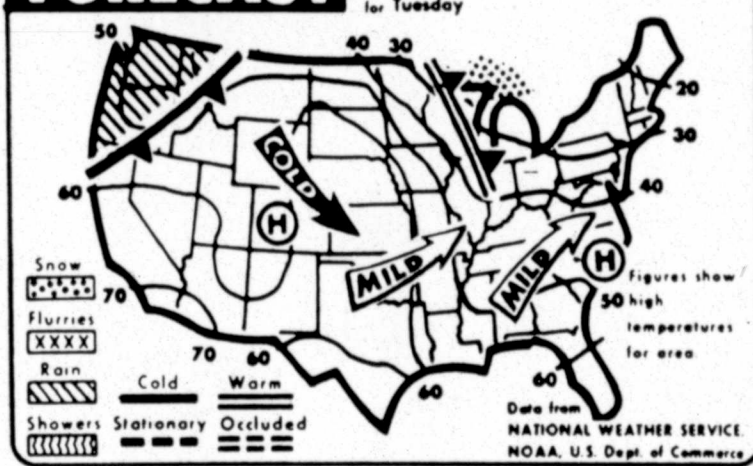 FORECAST
for Tuesday
50
40 30
20
30
40
60
COLD
H
MILD
MILD
H
Snow
70
Flurries
70 60
Rain
Cold
Warm
Showers
Stationary
Occluded
60
60
50
Figures show
high
temperatures
for area
Data from
NATIONAL WEATHER SERVICE.
NOAA, U.S. Dept. of Commerce